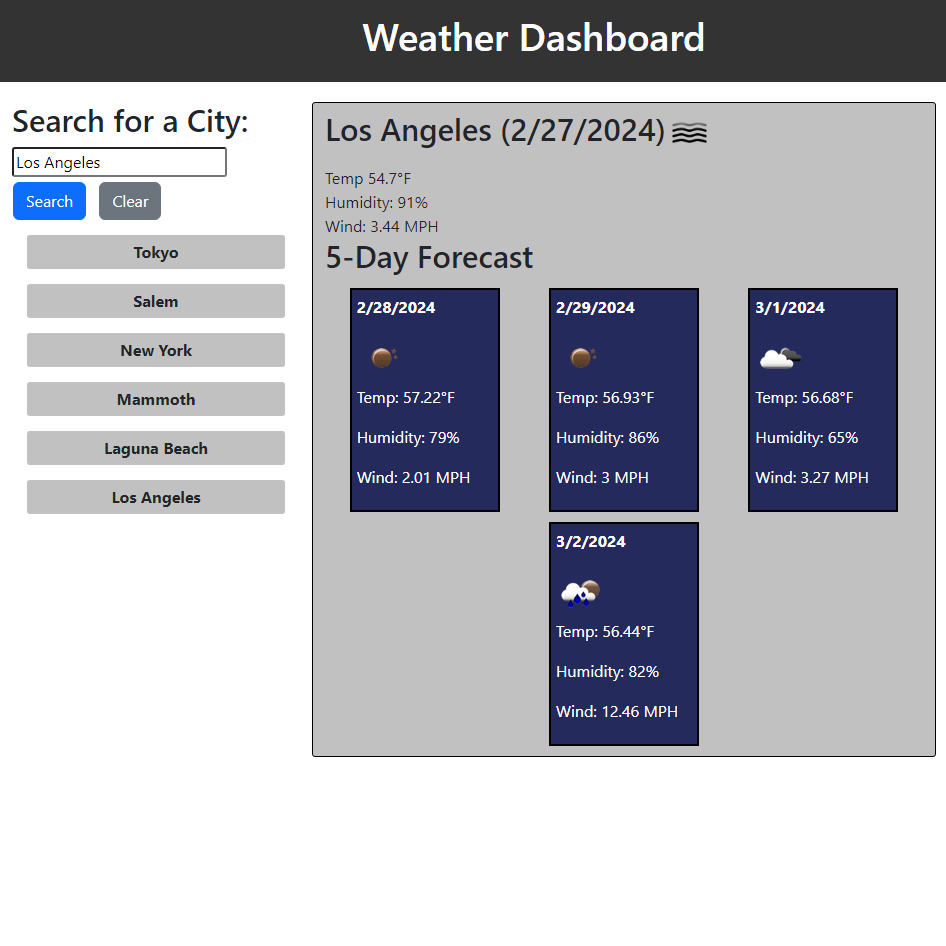 Weather Dashboard
Search for a City:
Los Angeles
Search Clear
Tokyo
Salem
New York
Mammoth
Laguna Beach
Los Angeles
Los Angeles (2/27/2024)
Temp 54.7°F
Humidity: 91%
Wind: 3.44 MPH
5-Day Forecast
2/28/2024
Temp: 57.22°F
Humidity: 79%
Wind: 2.01 MPH
2/29/2024
Temp: 56.93°F
Humidity: 86%
Wind: 3 MPH
3/1/2024
Temp: 56.68°F
Humidity: 65%
Wind: 3.27 MPH
3/2/2024
Temp: 56.44°F
Humidity: 82%
Wind: 12.46 MPH